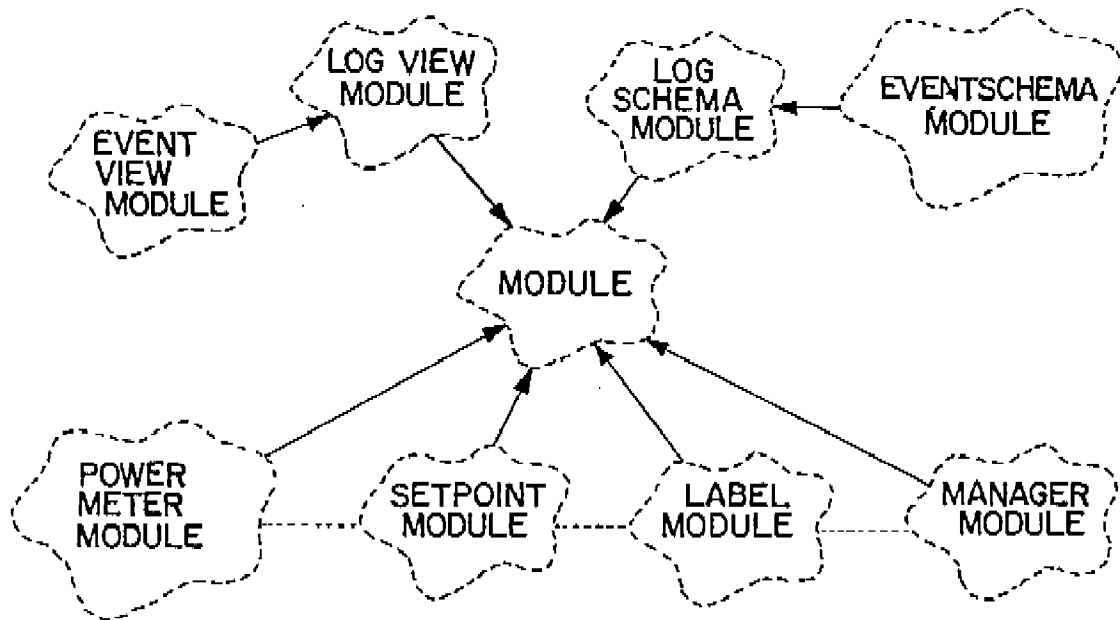 LOG VIEW
MODULE
LOG
SCHEMA
MODULE
EVENTSCHEMA
MODULE
EVENT
VIEW
MODULE
MODULE
POWER
METER
MODULE
SETPOINT
MODULE
LABEL
MODULE
MANAGER
MODULE